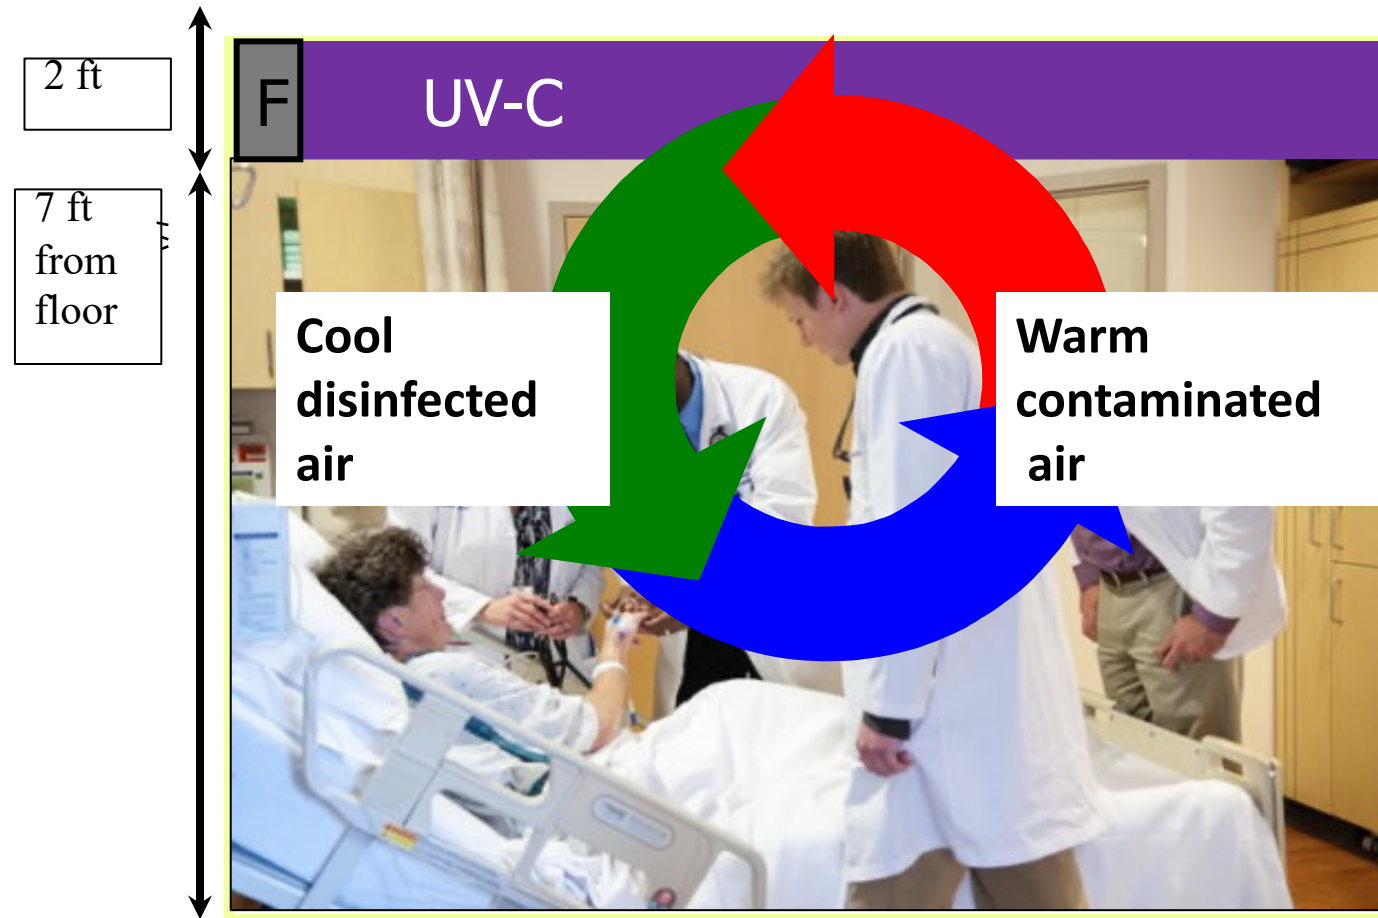 2 ft
F
UV-C
7 ft
from
floor
Cool
disinfected
air
Warm
contaminated
air